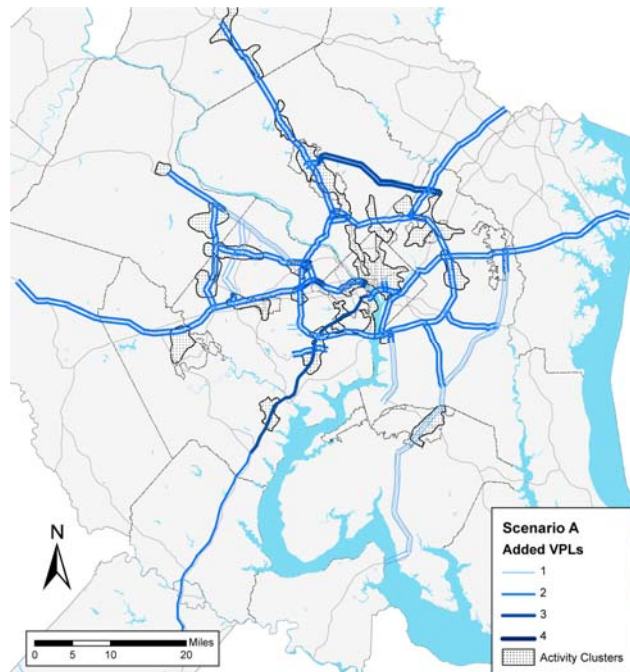 N
Miles
0 5 10 20
Scenario A
Added VPLs
1
2
3
4
Activity Clusters